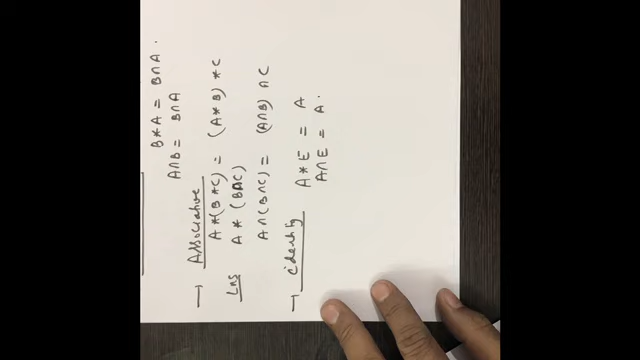 B*A = B∩A.
A∩B = B∩A
→ Associative
A*(B*C) = (A*B)*C
LHS A*(B∩C)
A∩(B∩C) = (A∩B)∩C
→ identity
A*E = A
A∩E = A.